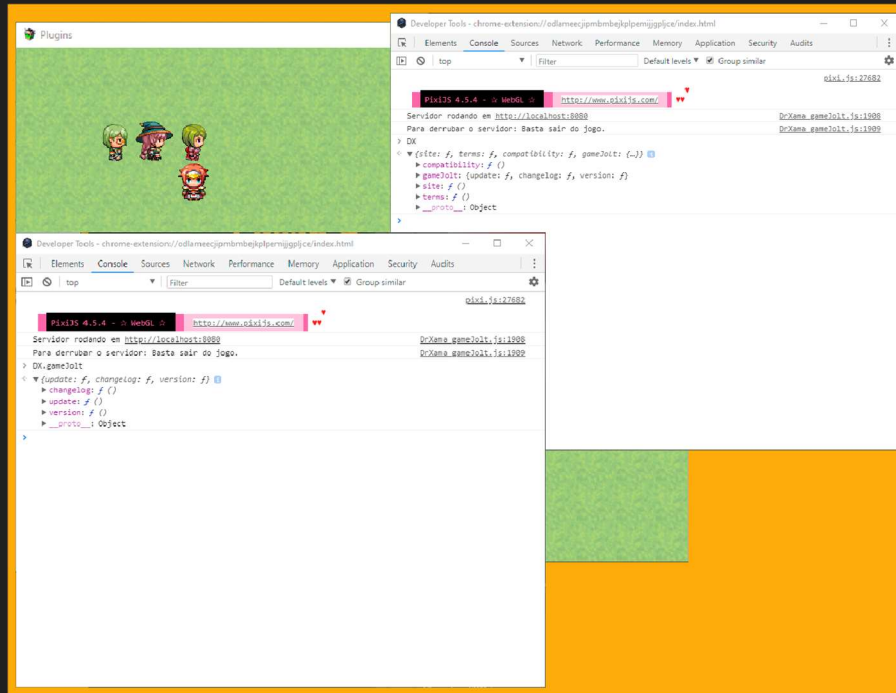 Plugins
Developer Tools - chrome-extension://odlameecjipmbmbejkplpemijjgpljce/index.html
Elements Console Sources Network Performance Memory Application Security Audits
top Filter Default levels ▼ Group similar
pixi.js:27682
PixiJS 4.5.4 - ✰ WebGL ✰ http://www.pixijs.com/ ♥♥♥
Servidor rodando em http://localhost:8080 DrXama_gameJolt.js:1908
Para derrubar o servidor: Basta sair do jogo. DrXama_gameJolt.js:1909
> DX
▼{site: ƒ, terms: ƒ, compatibility: ƒ, gameJolt: {…}}
▶compatibility: ƒ ()
▶gameJolt: {update: ƒ, changelog: ƒ, version: ƒ}
▶site: ƒ ()
▶terms: ƒ ()
▶__proto__: Object
>
Developer Tools - chrome-extension://odlameecjipmbmbejkplpemijjgpljce/index.html
Elements Console Sources Network Performance Memory Application Security Audits
top Filter Default levels ▼ Group similar
pixi.js:27682
PixiJS 4.5.4 - ✰ WebGL ✰ http://www.pixijs.com/ ♥♥♥
Servidor rodando em http://localhost:8080 DrXama_gameJolt.js:1908
Para derrubar o servidor: Basta sair do jogo. DrXama_gameJolt.js:1909
> DX.gameJolt
▼{update: ƒ, changelog: ƒ, version: ƒ}
▶changelog: ƒ ()
▶update: ƒ ()
▶version: ƒ ()
▶__proto__: Object
>